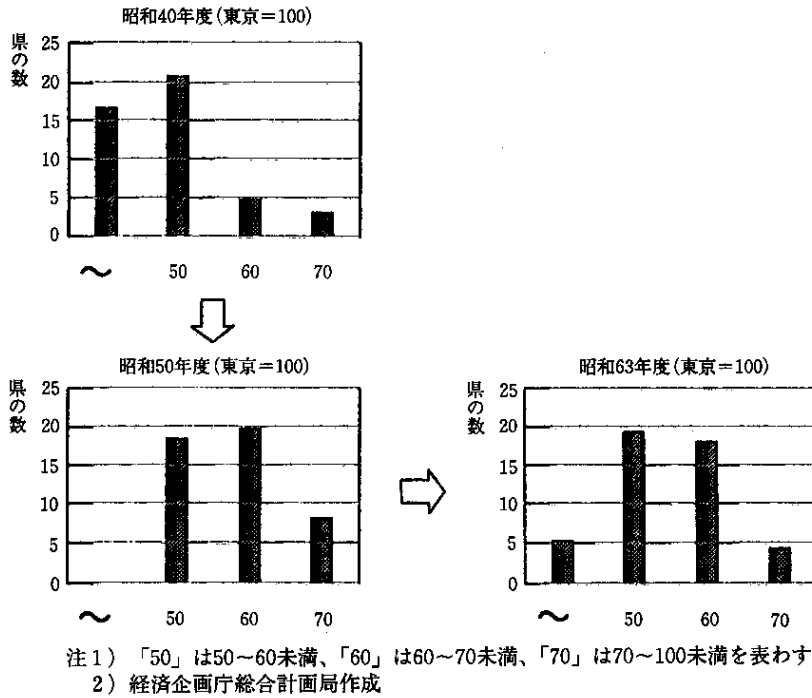 昭和40年度(東京=100)
県の数
25
20
15
10
5
0
~ 50 60 70
昭和50年度(東京=100)
県の数
25
20
15
10
5
0
~ 50 60 70
昭和63年度(東京=100)
県の数
25
20
15
10
5
0
~ 50 60 70
注1) 「50」は50~60未満、「60」は60~70未満、「70」は70~100未満を表わす
2) 経済企画庁総合計画局作成